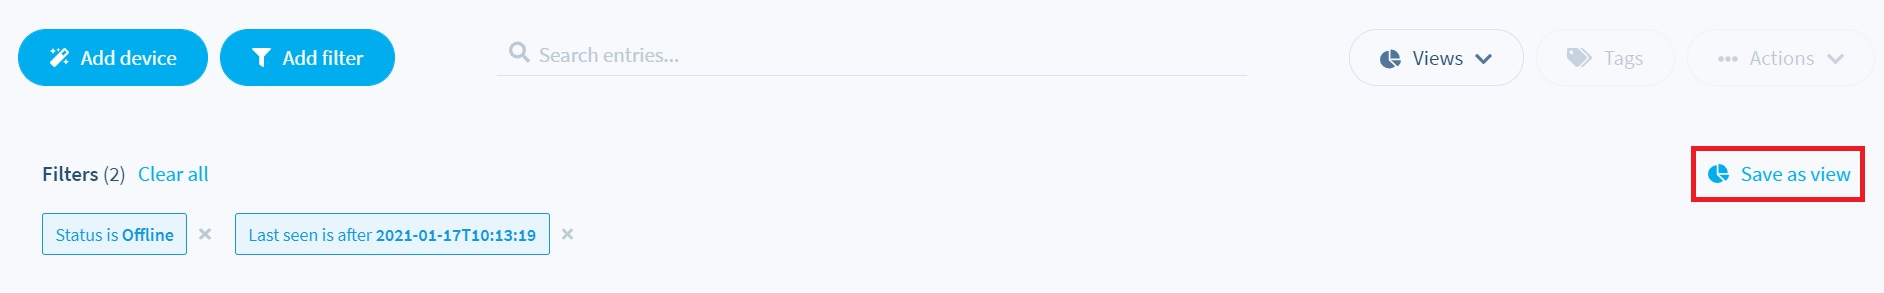 Add device
Add filter
Search entries...
Views
Tags
Actions
Filters (2) Clear all
Save as view
Status is Offline
Last seen is after 2021-01-17T10:13:19